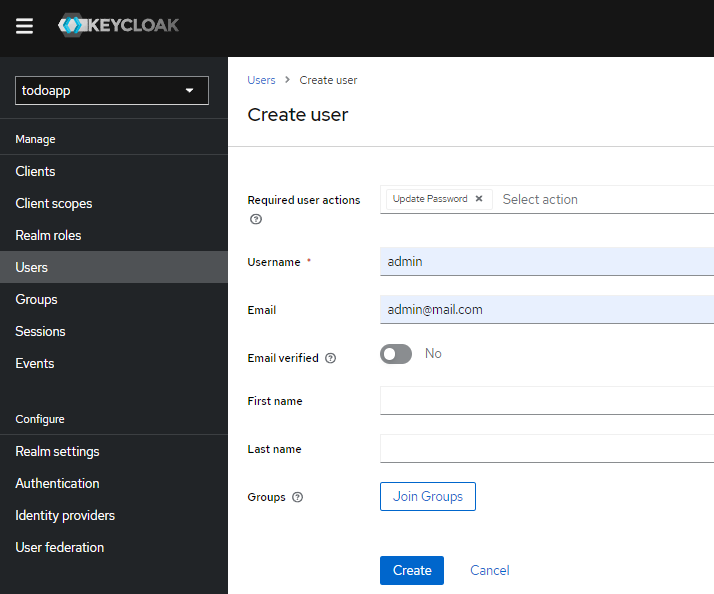 KEYCLOAK
todoapp
Manage
Clients
Client scopes
Realm roles
Users
Groups
Sessions
Events
Configure
Realm settings
Authentication
Identity providers
User federation
Users > Create user
Create user
Required user actions
Update Password × Select action
Username *
admin
Email
admin@mail.com
Email verified
No
First name
Last name
Groups
Join Groups
Create Cancel